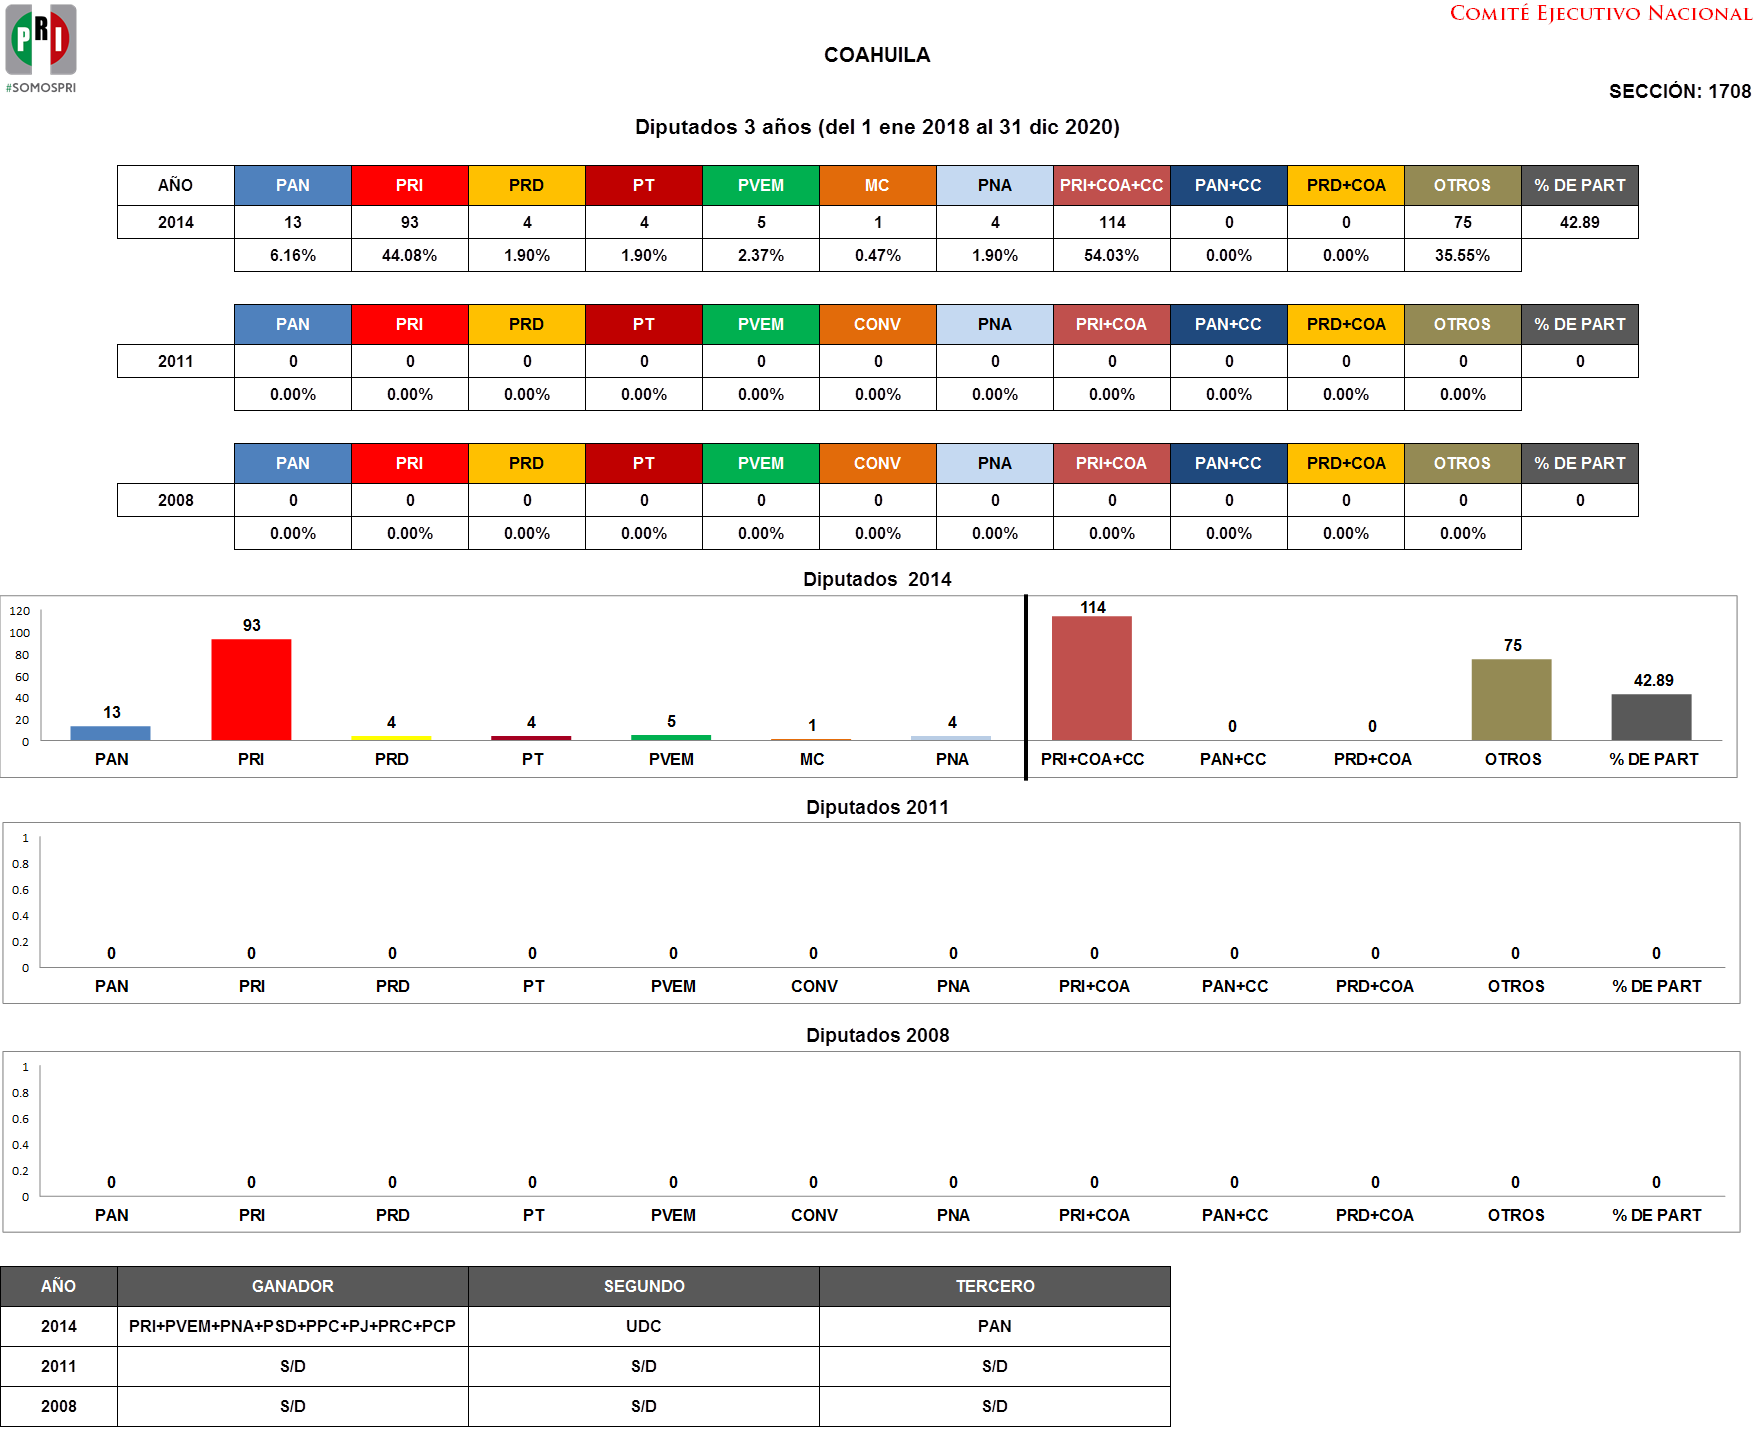 PRI
#SOMOSPRI
COMITÉ EJECUTIVO NACIONAL
COAHUILA
SECCIÓN: 1708
Diputados 3 años (del 1 ene 2018 al 31 dic 2020)
AÑO PAN PRI PRD PT PVEM MC PNA PRI+COA+CC PAN+CC PRD+COA OTROS % DE PART
2014 13 93 4 4 5 1 4 114 0 0 75 42.89
6.16% 44.08% 1.90% 1.90% 2.37% 0.47% 1.90% 54.03% 0.00% 0.00% 35.55%
PAN PRI PRD PT PVEM CONV PNA PRI+COA PAN+CC PRD+COA OTROS % DE PART
2011 0 0 0 0 0 0 0 0 0 0 0 0
0.00% 0.00% 0.00% 0.00% 0.00% 0.00% 0.00% 0.00% 0.00% 0.00% 0.00%
PAN PRI PRD PT PVEM CONV PNA PRI+COA PAN+CC PRD+COA OTROS % DE PART
2008 0 0 0 0 0 0 0 0 0 0 0 0
0.00% 0.00% 0.00% 0.00% 0.00% 0.00% 0.00% 0.00% 0.00% 0.00% 0.00%
Diputados 2014
120
100
80
60
40
20
0
13 93 4 4 5 1 4 114 0 0 75 42.89
PAN PRI PRD PT PVEM MC PNA PRI+COA+CC PAN+CC PRD+COA OTROS % DE PART
Diputados 2011
1
0.8
0.6
0.4
0.2
0
0 0 0 0 0 0 0 0 0 0 0 0
PAN PRI PRD PT PVEM CONV PNA PRI+COA PAN+CC PRD+COA OTROS % DE PART
Diputados 2008
1
0.8
0.6
0.4
0.2
0
0 0 0 0 0 0 0 0 0 0 0 0
PAN PRI PRD PT PVEM CONV PNA PRI+COA PAN+CC PRD+COA OTROS % DE PART
AÑO GANADOR SEGUNDO TERCERO
2014 PRI+PVEM+PNA+PSD+PPC+PJ+PRC+PCP UDC PAN
2011 S/D S/D S/D
2008 S/D S/D S/D